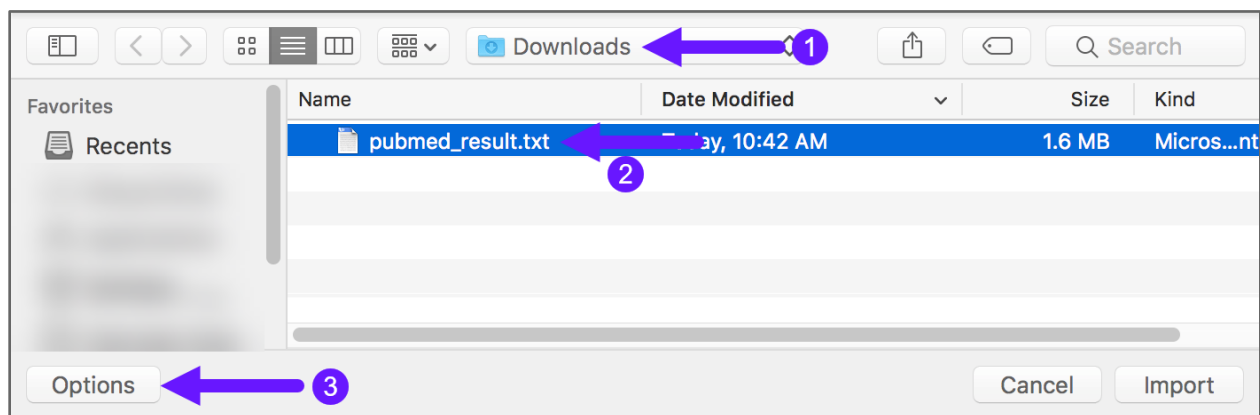 Downloads 1 Search
Favorites Name Date Modified Size Kind
Recents pubmed_result.txt 10:42 AM 1.6 MB Micros...nt
2
Options 3 Cancel Import